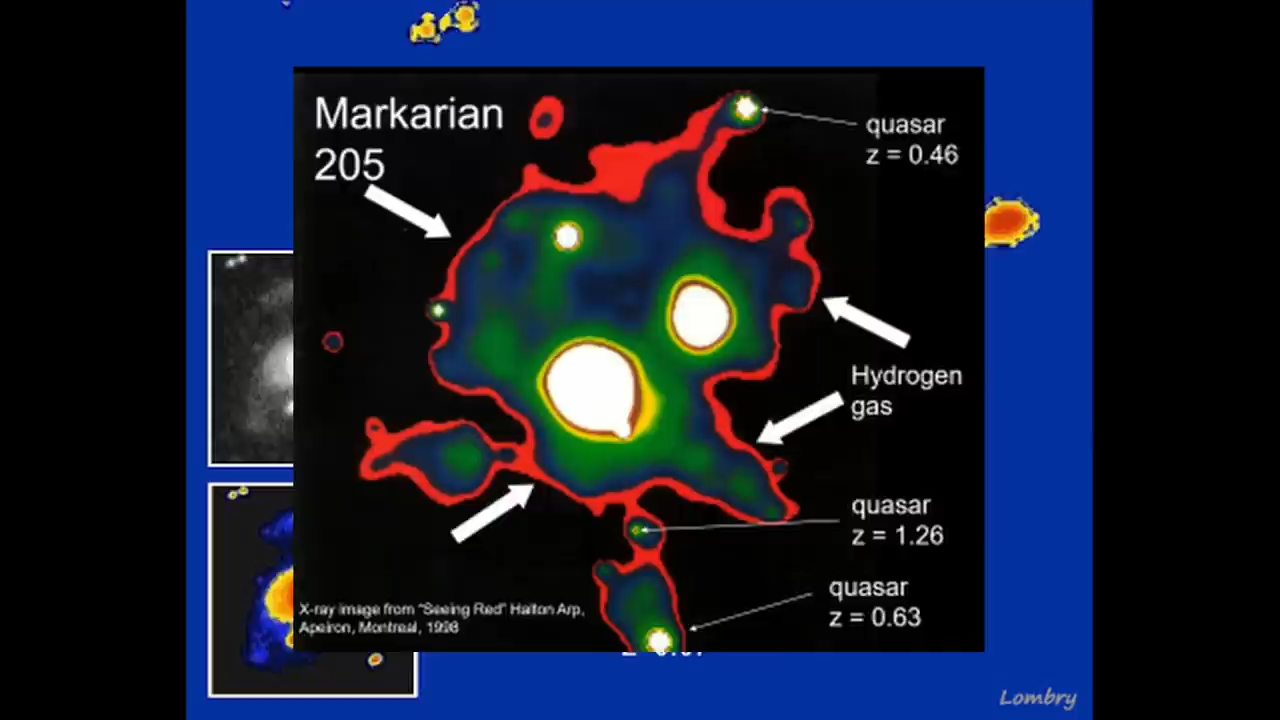 Markarian
205
quasar
z = 0.46
Hydrogen
gas
quasar
z = 1.26
quasar
z = 0.63
X-ray image from "Seeing Red" Halton Arp,
Apeiron, Montreal, 1998
Lombry